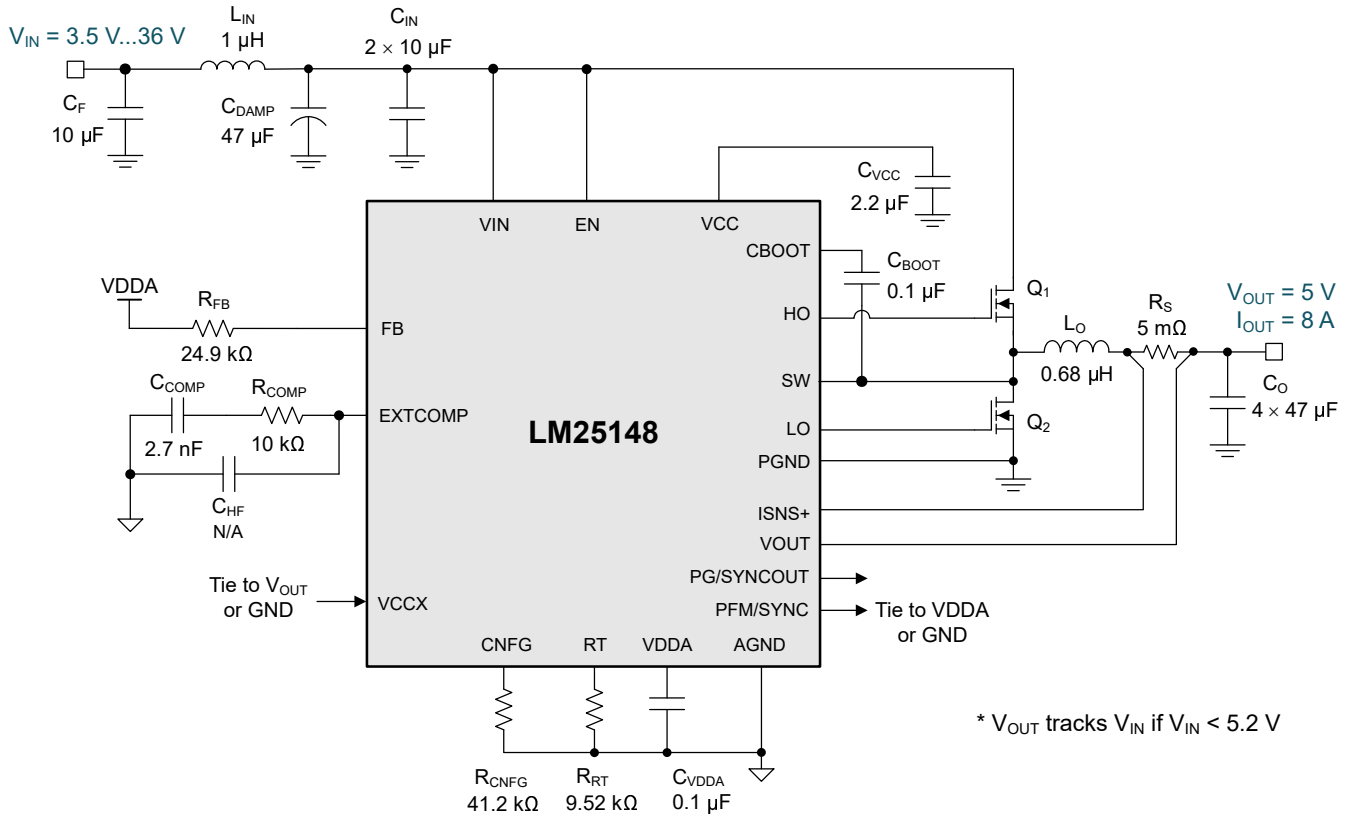 V_IN = 3.5 V...36 V
L_IN
1 µH
C_IN
2 × 10 µF
C_F
10 µF
C_DAMP
47 µF
C_VCC
2.2 µF
VIN
EN
VCC
CBOOT
C_BOOT
0.1 µF
HO
Q_1
VDDA
R_FB
24.9 kΩ
FB
V_OUT = 5 V
I_OUT = 8 A
R_S
5 mΩ
L_O
0.68 µH
SW
C_O
4 × 47 µF
C_COMP
2.7 nF
R_COMP
10 kΩ
EXTCOMP
LM25148
LO
Q_2
PGND
C_HF
N/A
ISNS+
VOUT
PG/SYNCOUT
Tie to V_OUT
or GND
VCCX
PFM/SYNC
Tie to VDDA
or GND
CNFG
RT
VDDA
AGND
* V_OUT tracks V_IN if V_IN < 5.2 V
R_CNFG
41.2 kΩ
R_RT
9.52 kΩ
C_VDDA
0.1 µF